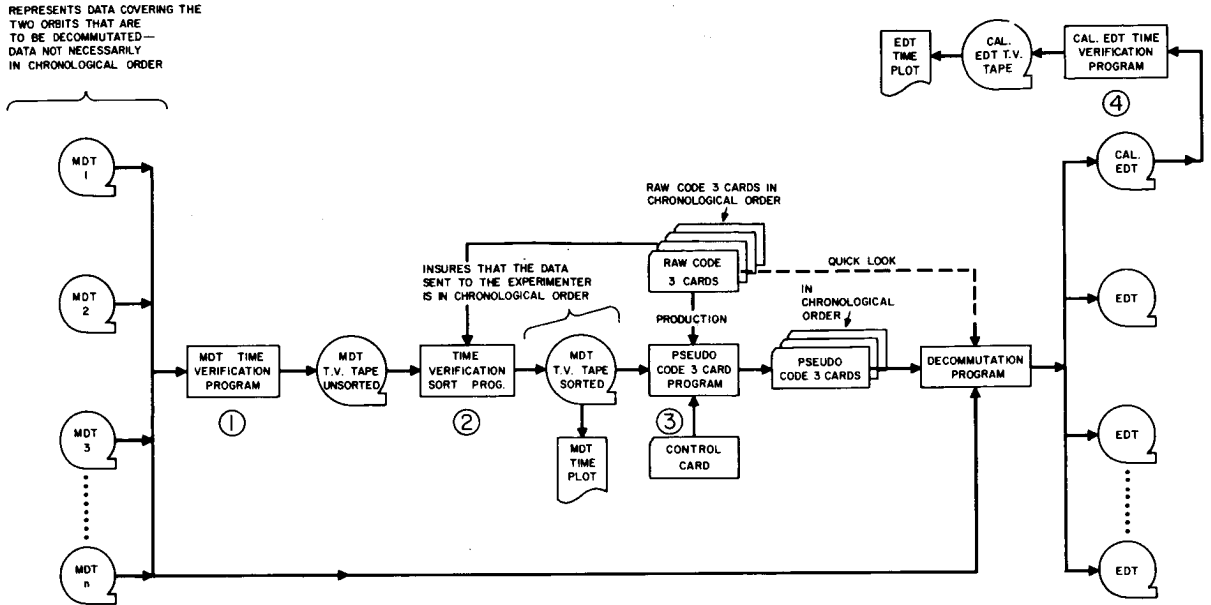 REPRESENTS DATA COVERING THE
TWO ORBITS THAT ARE
TO BE DECOMMUTATED—
DATA NOT NECESSARILY
IN CHRONOLOGICAL ORDER
EDT
TIME
PLOT
CAL.
EDT T.V.
TAPE
CAL. EDT TIME
VERIFICATION
PROGRAM
4
MDT
1
CAL.
EDT
RAW CODE 3 CARDS IN
CHRONOLOGICAL ORDER
RAW CODE
3 CARDS
QUICK LOOK
INSURES THAT THE DATA
SENT TO THE EXPERIMENTER
IS IN CHRONOLOGICAL ORDER
IN
CHRONOLOGICAL
ORDER
MDT
2
EDT
PRODUCTION
MDT TIME
VERIFICATION
PROGRAM
1
MDT
T.V. TAPE
UNSORTED
TIME
VERIFICATION
SORT PROG.
2
MDT
T.V. TAPE
SORTED
PSEUDO
CODE 3 CARD
PROGRAM
3
PSEUDO
CODE 3 CARDS
DECOMMUTATION
PROGRAM
MDT
3
MDT
TIME
PLOT
CONTROL
CARD
EDT
MDT
n
EDT